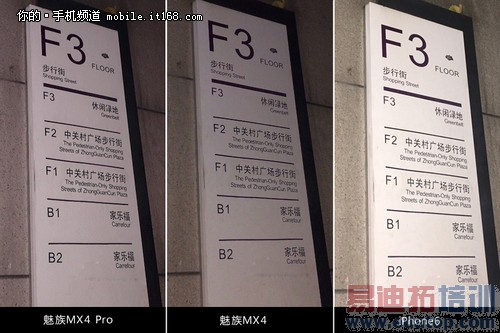 你的·手机频道 mobile.it168.com
F3 FLOOR
步行街
Shopping Street
F3 休闲绿地
Greenbelt
F2 中关村广场步行街
The Pedestrian-Only Shopping
Streets of ZhongGuanCun Plaza
F1 中关村广场步行街
The Pedestrian-Only Shopping
Streets of ZhongGuanCun Plaza
B1 家乐福
Carrefour
B2 家乐福
Carrefour
魅族MX4 Pro
F3 FLOOR
步行街
Shopping Street
F3 休闲绿地
Greenbelt
F2 中关村广场步行街
The Pedestrian-Only Shopping
Streets of ZhongGuanCun Plaza
F1 中关村广场步行街
The Pedestrian-Only Shopping
Streets of ZhongGuanCun Plaza
B1 家乐福
Carrefour
B2 家乐福
Carrefour
魅族MX4
F3 FLOOR
步行街
Shopping Street
F3 休闲绿地
Greenbelt
F2 中关村广场步行街
The Pedestrian-Only Shopping
Streets of ZhongGuanCun Plaza
F1 中关村广场步行街
The Pedestrian-Only Shopping
Streets of ZhongGuanCun Plaza
B1 家乐福
Carrefour
B2 家乐福
Carrefour
易迪拓培训
iPhone6